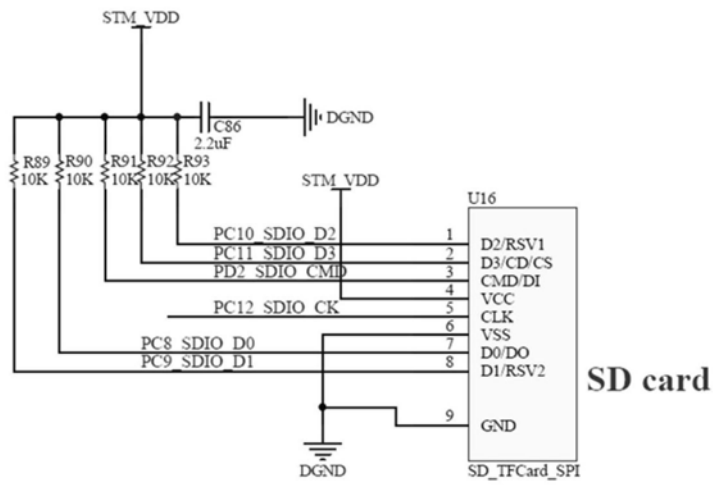 STM_VDD
C86
2.2uF
DGND
R89 R90 R91 R92 R93
10K 10K 10K 10K 10K
STM_VDD
U16
PC10_SDIO_D2 1 D2/RSV1
PC11_SDIO_D3 2 D3/CD/CS
PD2_SDIO_CMD 3 CMD/DI
4 VCC
PC12_SDIO_CK 5 CLK
6 VSS
PC8_SDIO_D0 7 D0/DO
PC9_SDIO_D1 8 D1/RSV2
SD card
9 GND
DGND
SD_TFCard_SPI